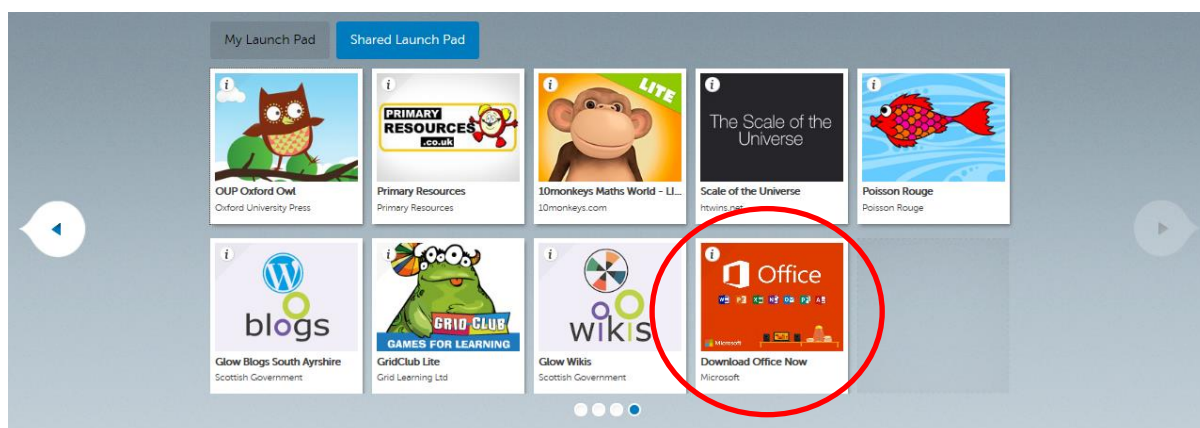 My Launch Pad
Shared Launch Pad
LITE
PRIMARY
RESOURCES
.co.uk
The Scale of the
Universe
OUP Oxford Owl
Primary Resources
10monkeys Maths World - LI...
Scale of the Universe
Poisson Rouge
Oxford University Press
Primary Resources
10monkeys.com
htwins.net
Poisson Rouge
blogs
GRID CLUB
GAMES FOR LEARNING
wikis
Office
Microsoft
Glow Blogs South Ayrshire
GridClub Lite
Glow Wikis
Download Office Now
Scottish Government
Grid Learning Ltd
Scottish Government
Microsoft